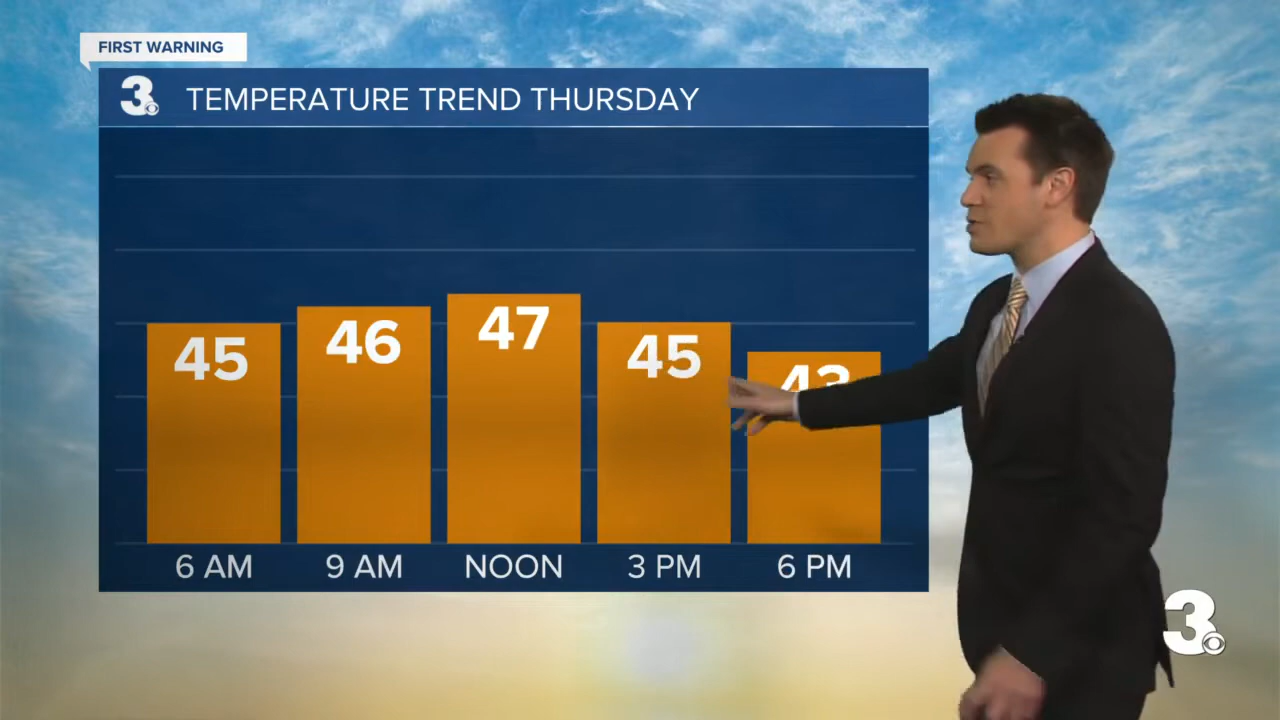 FIRST WARNING
3 TEMPERATURE TREND THURSDAY
45 46 47 45 43
6 AM 9 AM NOON 3 PM 6 PM
3